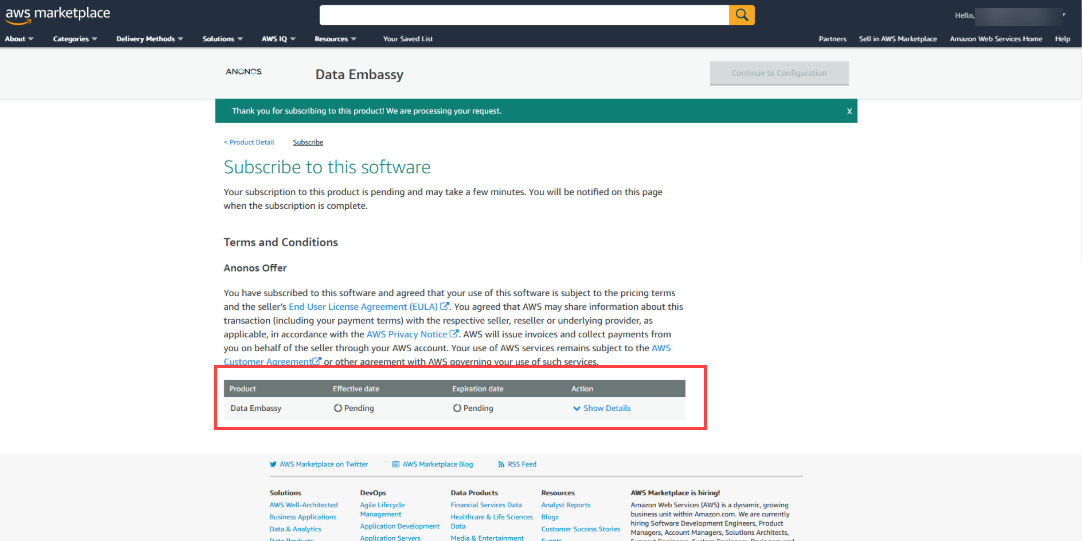 aws marketplace
Hello,
About Categories Delivery Methods Solutions AWS IQ Resources Your Saved List Partners Sell in AWS Marketplace Amazon Web Services Home Help
ANONOS. Data Embassy Continue to Configuration
Thank you for subscribing to this product! We are processing your request. X
< Product Detail Subscribe
Subscribe to this software
Your subscription to this product is pending and may take a few minutes. You will be notified on this page
when the subscription is complete.
Terms and Conditions
Anonos Offer
You have subscribed to this software and agreed that your use of this software is subject to the pricing terms
and the seller's End User License Agreement (EULA). You agreed that AWS may share information about this
transaction (including your payment terms) with the respective seller, reseller or underlying provider, as
applicable, in accordance with the AWS Privacy Notice. AWS will issue invoices and collect payments from
you on behalf of the seller through your AWS account. Your use of AWS services remains subject to the AWS
Customer Agreement or other agreement with AWS governing your use of such services.
Product Effective date Expiration date Action
Data Embassy Pending Pending Show Details
AWS Marketplace on Twitter AWS Marketplace Blog RSS Feed
Solutions DevOps Data Products Resources AWS Marketplace is hiring!
AWS Well-Architected Agile Lifecycle Financial Services Data Analyst Reports Amazon Web Services (AWS) is a dynamic, growing
Business Applications Management Healthcare & Life Sciences Blogs business unit within Amazon.com. We are currently
Data & Analytics Application Development Data Customer Success Stories hiring Software Development Engineers, Product
Data Products Application Servers Media & Entertainment Events Managers, Account Managers, Solutions Architects,